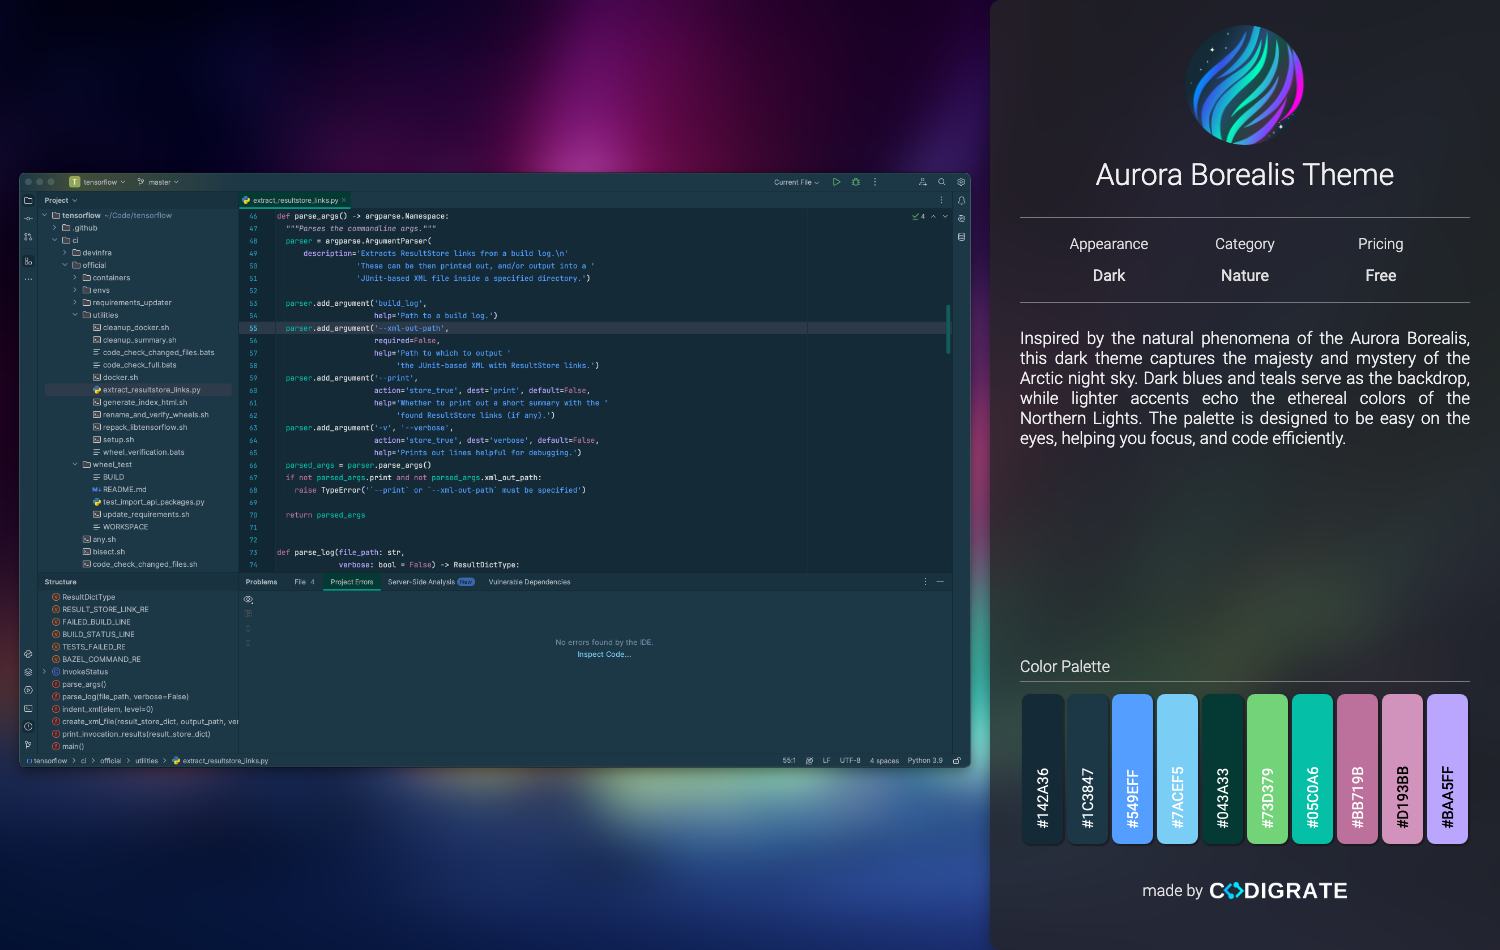 T tensorflow
master
Current File
Project
extract_resultstore_links.py
tensorflow ~/Code/tensorflow
.github
ci
devinfra
official
containers
envs
requirements_updater
utilities
cleanup_docker.sh
cleanup_summary.sh
code_check_changed_files.bats
code_check_full.bats
docker.sh
extract_resultstore_links.py
generate_index_html.sh
rename_and_verify_wheels.sh
repack_libtensorflow.sh
setup.sh
wheel_verification.bats
wheel_test
BUILD
README.md
test_import_api_packages.py
update_requirements.sh
WORKSPACE
any.sh
bisect.sh
code_check_changed_files.sh
4
46 def parse_args() -> argparse.Namespace:
47 """Parses the commandline args."""
48 parser = argparse.ArgumentParser(
49 description='Extracts ResultStore links from a build log.\n'
50 'These can be then printed out, and/or output into a '
51 'JUnit-based XML file inside a specified directory.')
52
53 parser.add_argument('build_log',
54 help='Path to a build log.')
55 parser.add_argument('--xml-out-path',
56 required=False,
57 help='Path to which to output '
58 'the JUnit-based XML with ResultStore links.')
59 parser.add_argument('--print',
60 action='store_true', dest='print', default=False,
61 help='Whether to print out a short summary with the '
62 'found ResultStore links (if any).')
63 parser.add_argument('-v', '--verbose',
64 action='store_true', dest='verbose', default=False,
65 help='Prints out lines helpful for debugging.')
66 parsed_args = parser.parse_args()
67 if not parsed_args.print and not parsed_args.xml_out_path:
68 raise TypeError('`--print` or `--xml-out-path` must be specified')
69
70 return parsed_args
71
72
73 def parse_log(file_path: str,
74 verbose: bool = False) -> ResultDictType:
Structure
ResultDictType
RESULT_STORE_LINK_RE
FAILED_BUILD_LINE
BUILD_STATUS_LINE
TESTS_FAILED_RE
BAZEL_COMMAND_RE
InvokeStatus
parse_args()
parse_log(file_path, verbose=False)
indent_xml(elem, level=0)
create_xml_file(result_store_dict, output_path, ver
print_invocation_results(result_store_dict)
main()
Problems File 4 Project Errors Server-Side Analysis New Vulnerable Dependencies
No errors found by the IDE.
Inspect Code...
tensorflow > ci > official > utilities > extract_resultstore_links.py
55:1 LF UTF-8 4 spaces Python 3.9
Aurora Borealis Theme
Appearance Category Pricing
Dark Nature Free
Inspired by the natural phenomena of the Aurora Borealis,
this dark theme captures the majesty and mystery of the
Arctic night sky. Dark blues and teals serve as the backdrop,
while lighter accents echo the ethereal colors of the
Northern Lights. The palette is designed to be easy on the
eyes, helping you focus, and code efficiently.
Color Palette
#142A36
#1C3847
#549EFF
#7ACEF5
#043A33
#73D379
#05C0A6
#BB719B
#D193BB
#BAA5FF
made by C<>DIGRATE